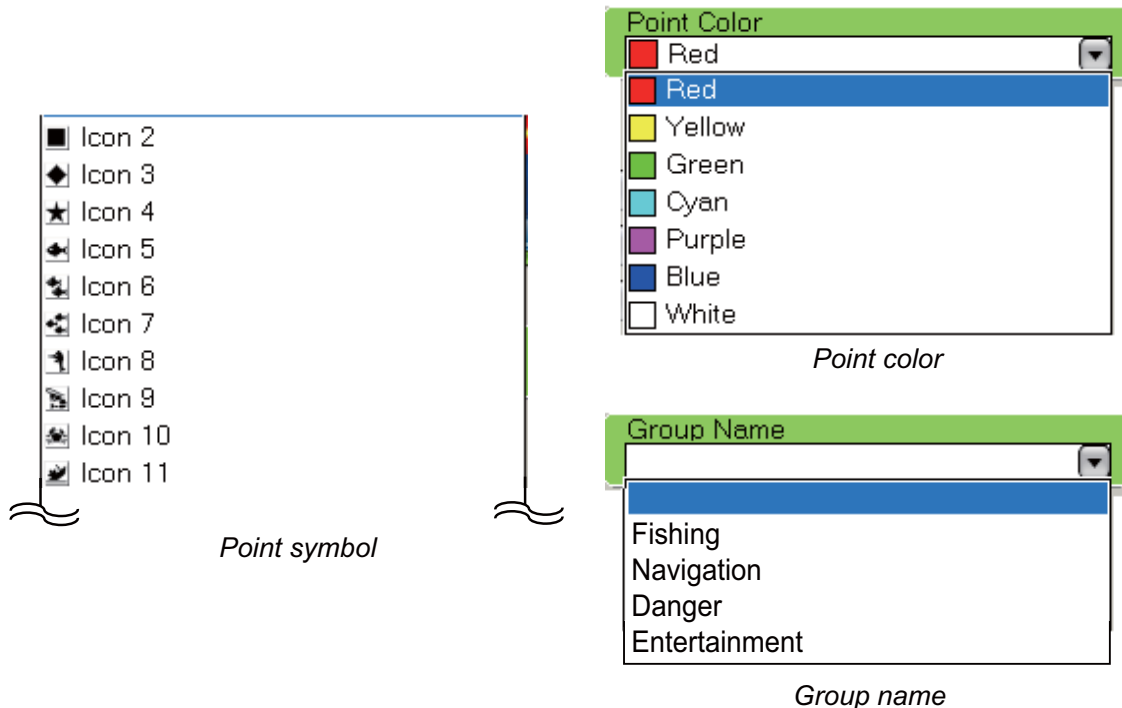 Icon 2
Icon 3
Icon 4
Icon 5
Icon 6
Icon 7
Icon 8
Icon 9
Icon 10
Icon 11
Point symbol
Point Color
Red
Red
Yellow
Green
Cyan
Purple
Blue
White
Point color
Group Name
Fishing
Navigation
Danger
Entertainment
Group name